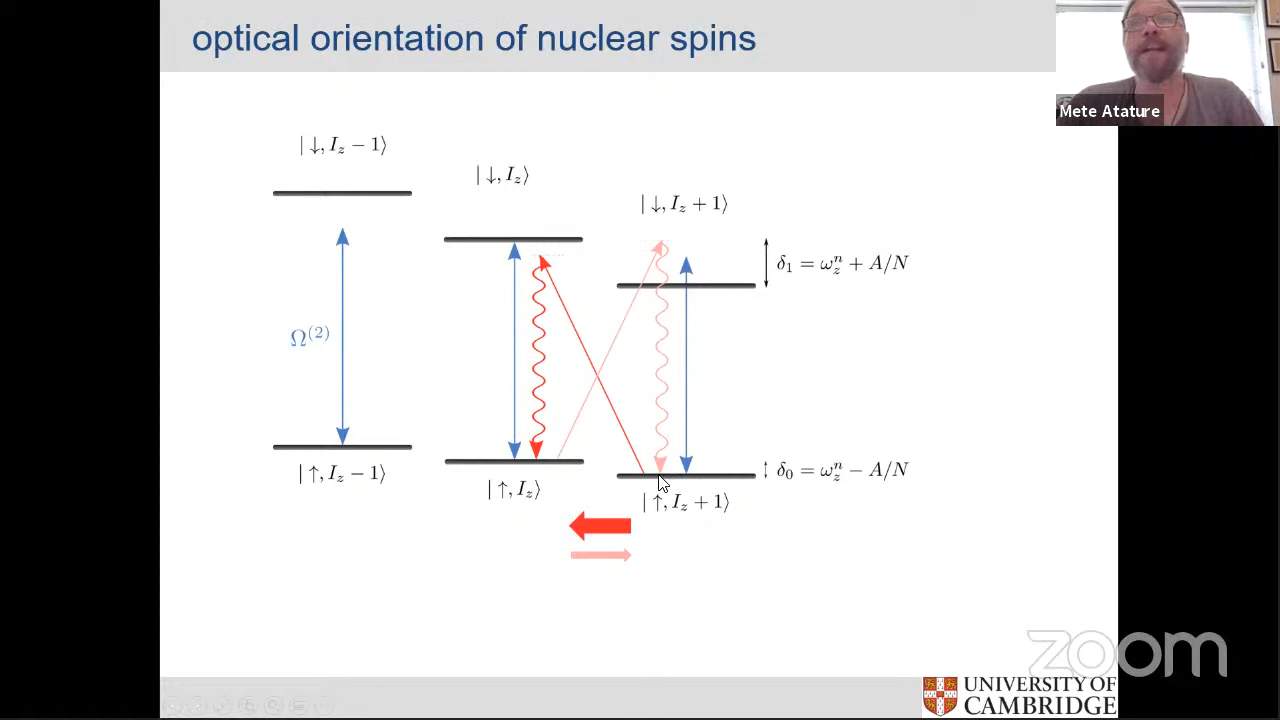 optical orientation of nuclear spins
Mete Atature
|↓, I_z − 1⟩
|↓, I_z⟩
|↓, I_z + 1⟩
δ_1 = ω_z^n + A/N
Ω^(2)
|↑, I_z − 1⟩
|↑, I_z⟩
|↑, I_z + 1⟩
δ_0 = ω_z^n − A/N
zoom
UNIVERSITY OF
CAMBRIDGE